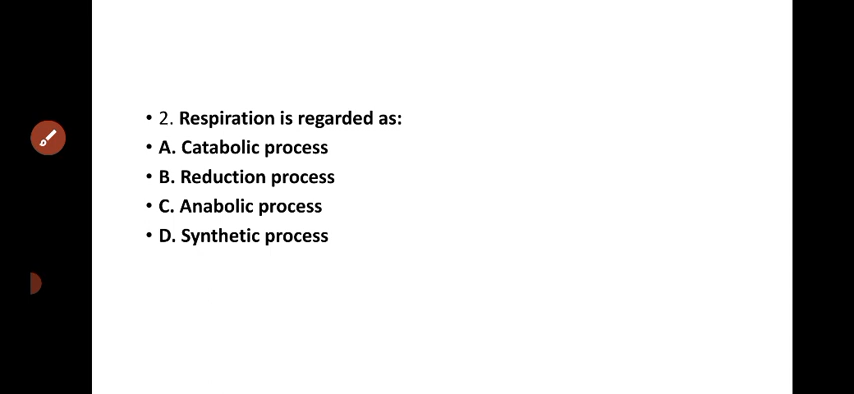 • 2. Respiration is regarded as:
• A. Catabolic process
• B. Reduction process
• C. Anabolic process
• D. Synthetic process